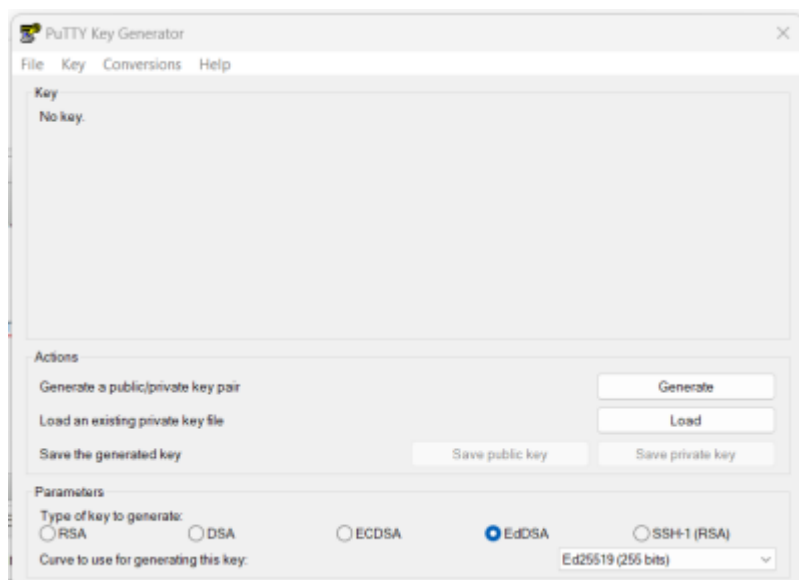 PuTTY Key Generator
File Key Conversions Help
Key
No key.
Actions
Generate a public/private key pair Generate
Load an existing private key file Load
Save the generated key Save public key Save private key
Parameters
Type of key to generate:
RSA DSA ECDSA EdDSA SSH-1 (RSA)
Curve to use for generating this key: Ed25519 (255 bits)